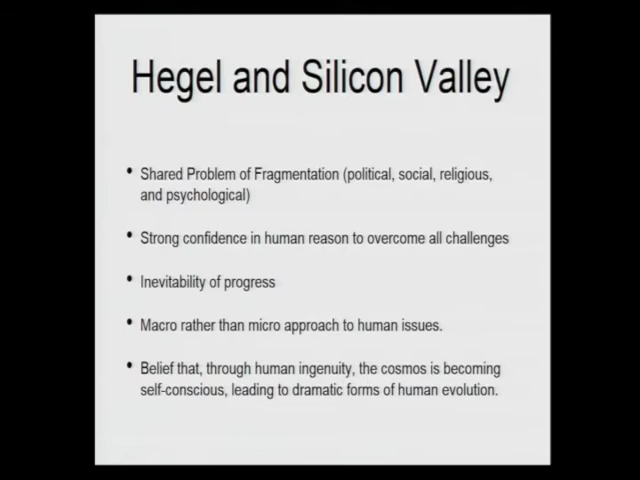 Hegel and Silicon Valley
• Shared Problem of Fragmentation (political, social, religious,
and psychological)
• Strong confidence in human reason to overcome all challenges
• Inevitability of progress
• Macro rather than micro approach to human issues.
• Belief that, through human ingenuity, the cosmos is becoming
self-conscious, leading to dramatic forms of human evolution.